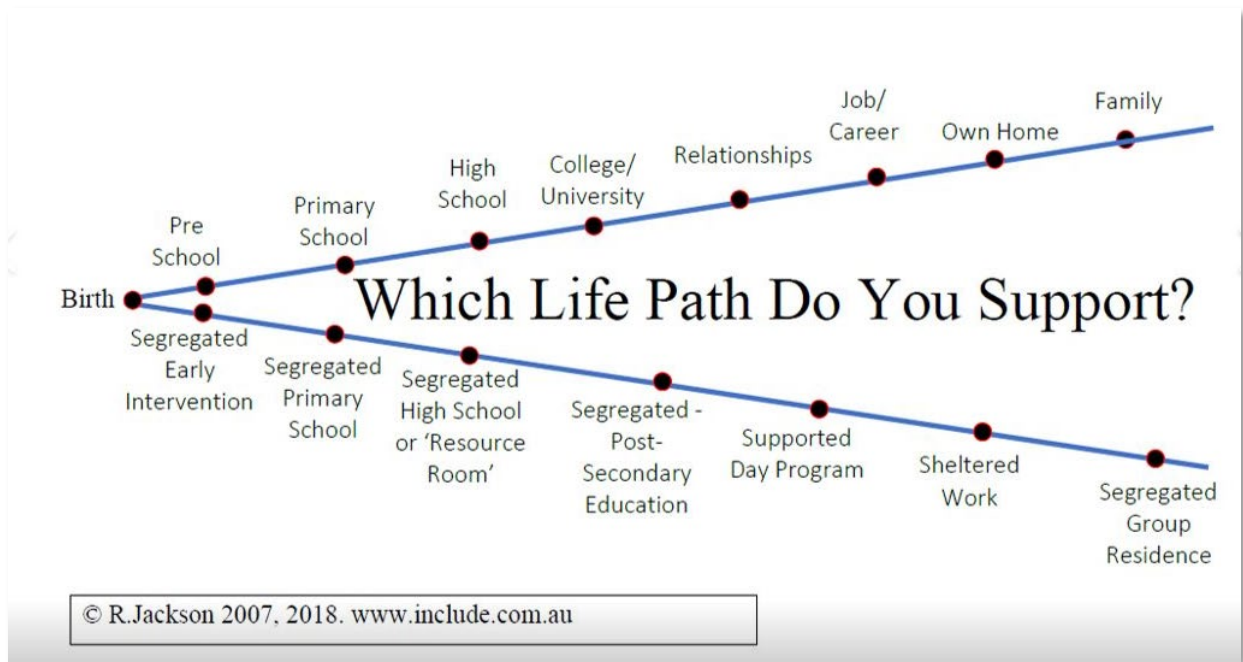 Birth
Pre
School
Primary
School
High
School
College/
University
Relationships
Job/
Career
Own Home
Family
Which Life Path Do You Support?
Segregated
Early
Intervention
Segregated
Primary
School
Segregated
High School
or ‘Resource
Room’
Segregated -
Post-
Secondary
Education
Supported
Day Program
Sheltered
Work
Segregated
Group
Residence
© R.Jackson 2007, 2018. www.include.com.au